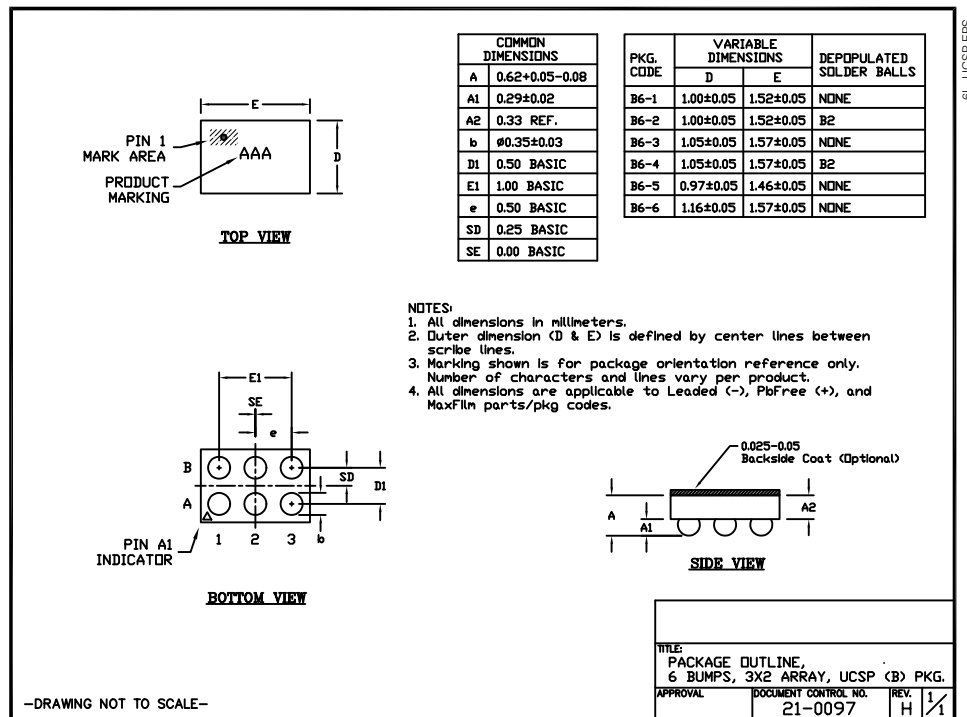 COMMON
DIMENSIONS
A 0.62+0.05-0.08
A1 0.29±0.02
A2 0.33 REF.
b ø0.35±0.03
D1 0.50 BASIC
E1 1.00 BASIC
e 0.50 BASIC
SD 0.25 BASIC
SE 0.00 BASIC
PKG. CODE
VARIABLE
DIMENSIONS
D E
DEPOPULATED
SOLDER BALLS
B6-1 1.00±0.05 1.52±0.05 NONE
B6-2 1.00±0.05 1.52±0.05 B2
B6-3 1.05±0.05 1.57±0.05 NONE
B6-4 1.05±0.05 1.57±0.05 B2
B6-5 0.97±0.05 1.46±0.05 NONE
B6-6 1.16±0.05 1.57±0.05 NONE
E
PIN 1
MARK AREA
AAA
D
PRODUCT
MARKING
TOP VIEW
NOTES:
1. All dimensions in millimeters.
2. Outer dimension (D & E) is defined by center lines between
scribe lines.
3. Marking shown is for package orientation reference only.
Number of characters and lines vary per product.
4. All dimensions are applicable to Leaded (-), PbFree (+), and
MaxFilm parts/pkg codes.
E1
SE
e
B
SD
D1
A
1 2 3 b
PIN A1
INDICATOR
BOTTOM VIEW
0.025-0.05
Backside Coat (Optional)
A
A1
A2
SIDE VIEW
TITLE:
PACKAGE OUTLINE,
6 BUMPS, 3X2 ARRAY, UCSP (B) PKG.
APPROVAL
DOCUMENT CONTROL NO.
21-0097
REV.
H
1/1
-DRAWING NOT TO SCALE-